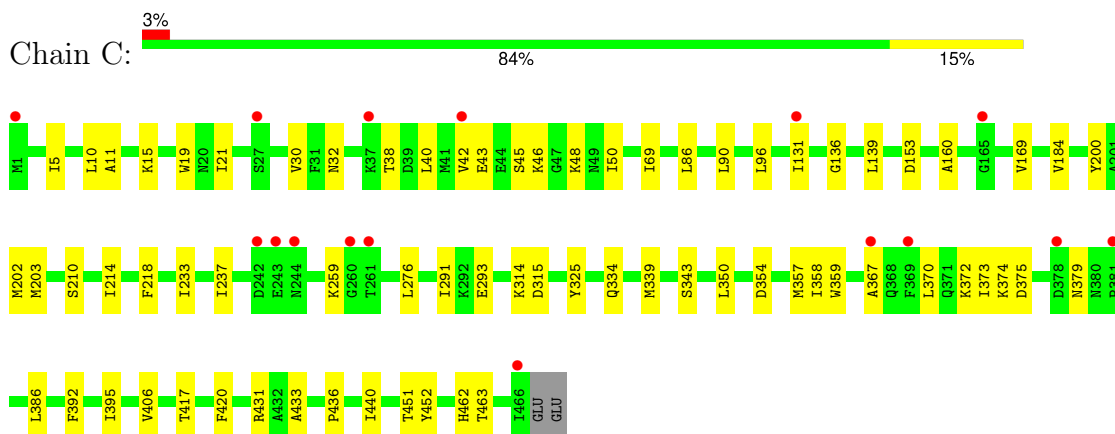 3%
Chain C:
84% 15%
M1 I5 L10 A11 K15 W19 N20 I21 S27 V30 F31 N32 K37 T38 D39 L40 M41 V42 E43 E44 S45 K46 G47 K48 N49 I50 I69 L86 L90 L96 I131 G136 L139 D153 A160 G165 V169 V184 Y200 A201
M202 M203 S210 I214 F218 I233 I237 D242 E243 N244 K259 G260 T261 L276 I291 K292 E293 K314 D315 Y325 Q334 M339 S343 L350 D354 M357 I358 W359 A367 Q368 F369 L370 Q371 K372 I373 K374 D375 D378 N379 N380
L386 F392 I395 V406 T417 F420 R431 A432 A433 P436 I440 T451 Y452 H462 T463 I466 GLU GLU